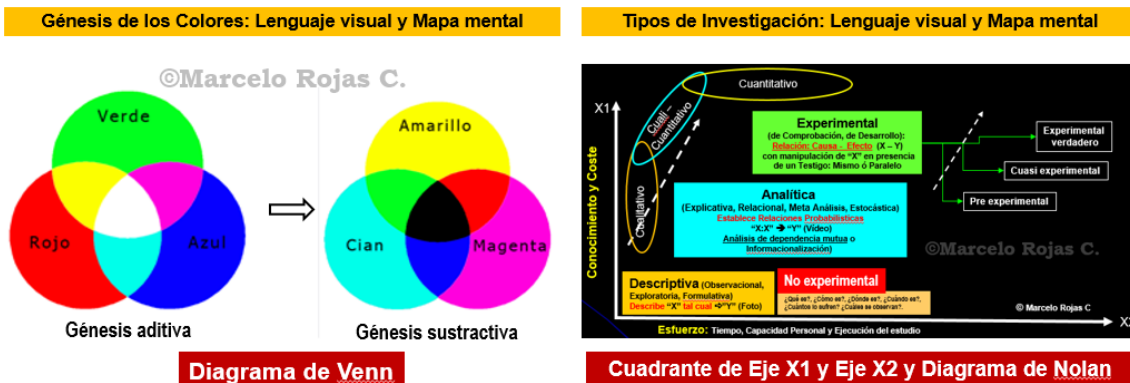 Génesis de los Colores: Lenguaje visual y Mapa mental
©Marcelo Rojas C.
Verde
Rojo
Azul
Génesis aditiva
Amarillo
Cian
Magenta
Génesis sustractiva
Diagrama de Venn
Tipos de Investigación: Lenguaje visual y Mapa mental
X1
Conocimiento y Coste
Cuantitativo
Cuali –
Cuantitativo
Cualitativo
Experimental
(de Comprobación, de Desarrollo):
Relación: Causa - Efecto (X – Y)
con manipulación de "X" en presencia
de un Testigo: Mismo ó Paralelo
Experimental
verdadero
Cuasi experimental
Pre experimental
Analítica
(Explicativa, Relacional, Meta Análisis, Estocástica)
Establece Relaciones Probabilísticas
"X:X" ➔ "Y" (Vídeo)
Análisis de dependencia mutua o
Informacionalización)
©Marcelo Rojas C.
Descriptiva (Observacional,
Exploratoria, Formulativa)
Describe "X" tal cual ➩"Y" (Foto)
No experimental
¿Qué es?, ¿Cómo es?, ¿Dónde es?, ¿Cuándo es?,
¿Cuántos lo sufren? ¿Cuáles se observan?.
© Marcelo Rojas C
X2
Esfuerzo: Tiempo, Capacidad Personal y Ejecución del estudio
Cuadrante de Eje X1 y Eje X2 y Diagrama de Nolan